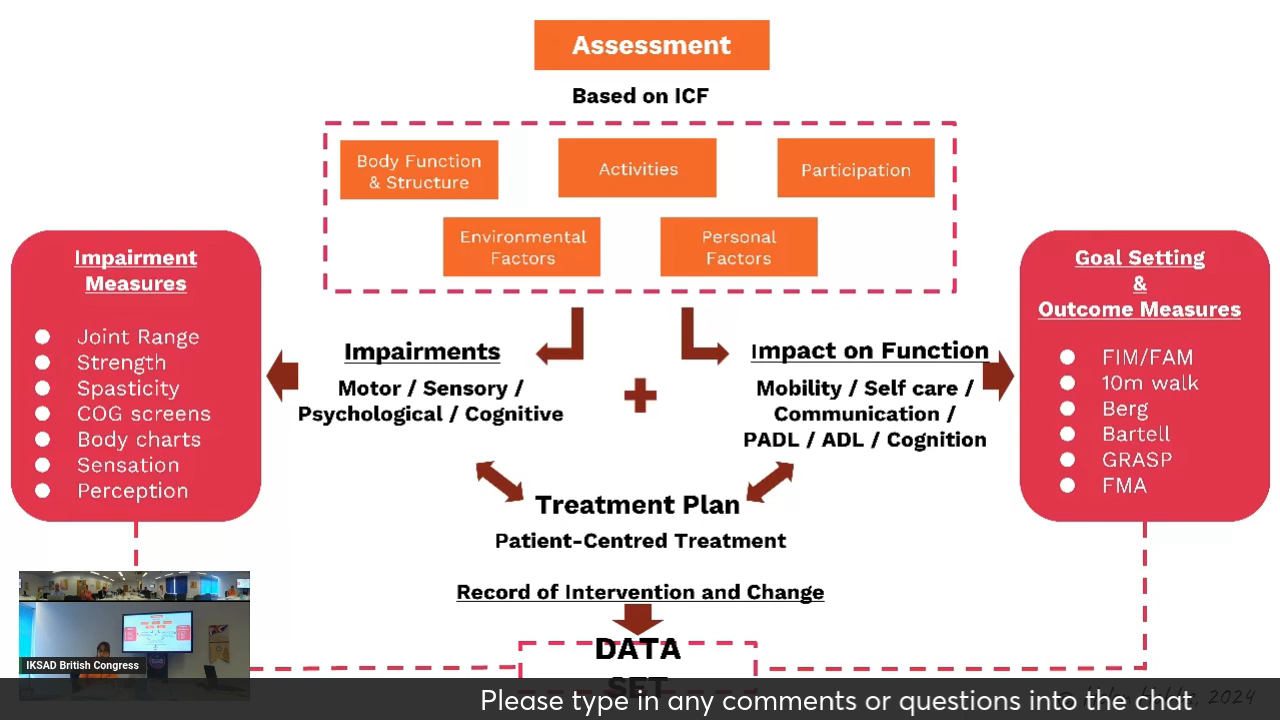 Assessment
Based on ICF
Body Function
& Structure
Activities
Participation
Environmental
Factors
Personal
Factors
Impairment
Measures
Joint Range
Strength
Spasticity
COG screens
Body charts
Sensation
Perception
Impairments
Motor / Sensory /
Psychological / Cognitive
Impact on Function
Mobility / Self care /
Communication /
PADL / ADL / Cognition
Goal Setting
&
Outcome Measures
FIM/FAM
10m walk
Berg
Bartell
GRASP
FMA
Treatment Plan
Patient-Centred Treatment
Record of Intervention and Change
DATA
SET
IKSAD British Congress
Please type in any comments or questions into the chat
2024